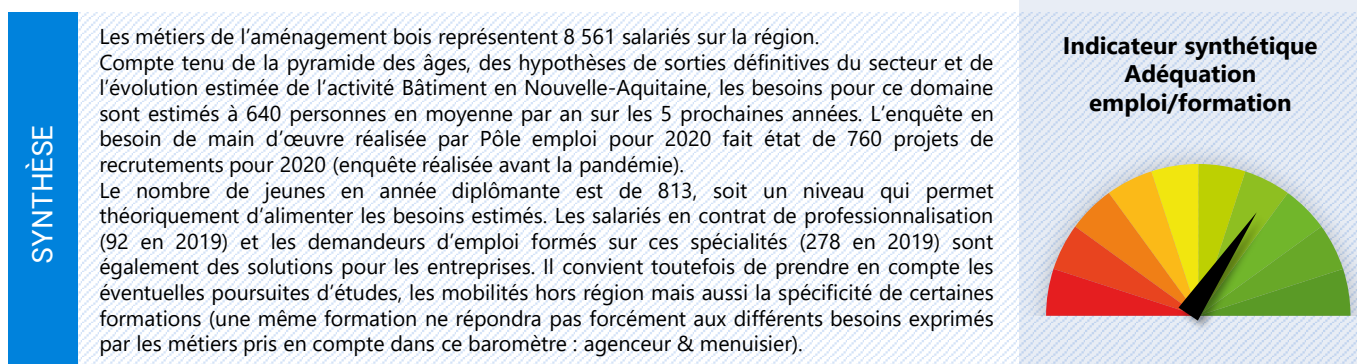 SYNTHÈSE
Les métiers de l’aménagement bois représentent 8 561 salariés sur la région.
Compte tenu de la pyramide des âges, des hypothèses de sorties définitives du secteur et de
l’évolution estimée de l’activité Bâtiment en Nouvelle-Aquitaine, les besoins pour ce domaine
sont estimés à 640 personnes en moyenne par an sur les 5 prochaines années. L’enquête en
besoin de main d’œuvre réalisée par Pôle emploi pour 2020 fait état de 760 projets de
recrutements pour 2020 (enquête réalisée avant la pandémie).
Le nombre de jeunes en année diplômante est de 813, soit un niveau qui permet
théoriquement d’alimenter les besoins estimés. Les salariés en contrat de professionnalisation
(92 en 2019) et les demandeurs d’emploi formés sur ces spécialités (278 en 2019) sont
également des solutions pour les entreprises. Il convient toutefois de prendre en compte les
éventuelles poursuites d’études, les mobilités hors région mais aussi la spécificité de certaines
formations (une même formation ne répondra pas forcément aux différents besoins exprimés
par les métiers pris en compte dans ce baromètre : agenceur & menuisier).
Indicateur synthétique
Adéquation
emploi/formation